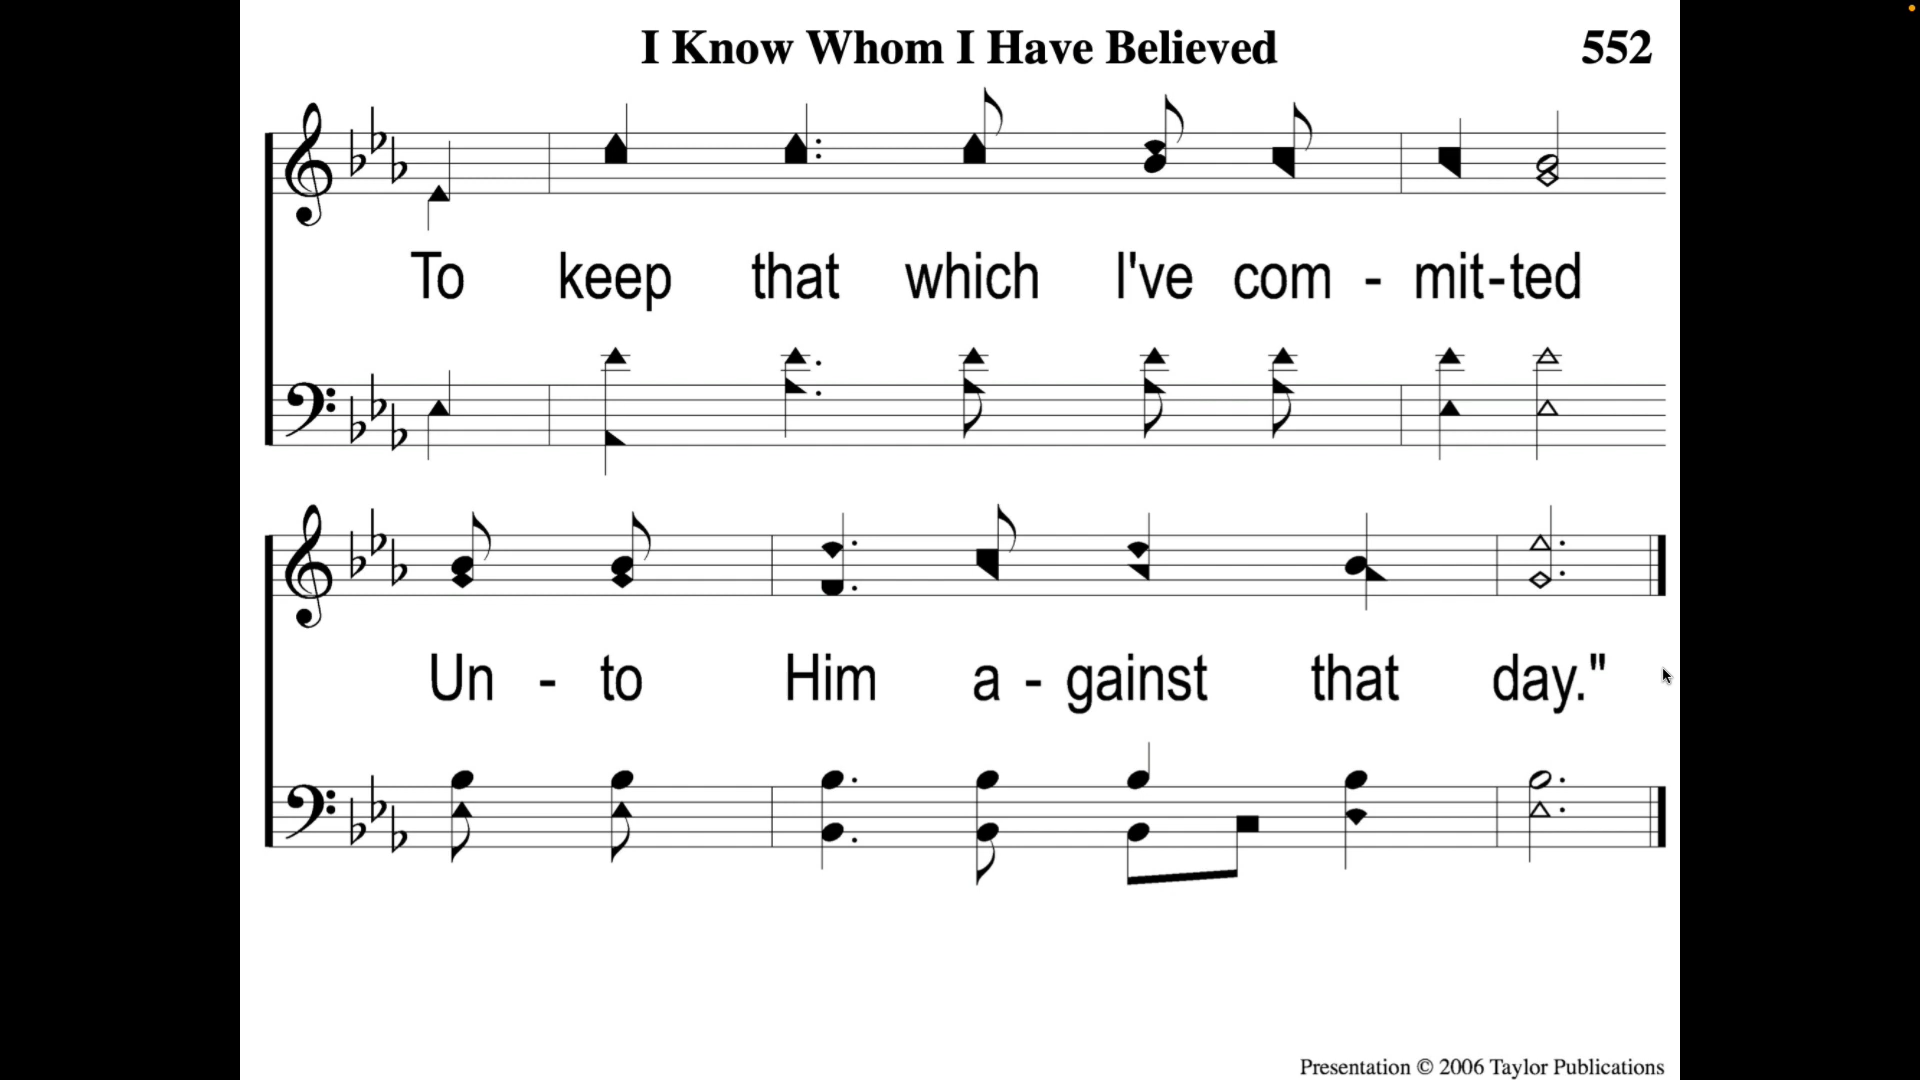 I Know Whom I Have Believed 552
To keep that which I've com - mit-ted
Un - to Him a - gainst that day."
Presentation © 2006 Taylor Publications